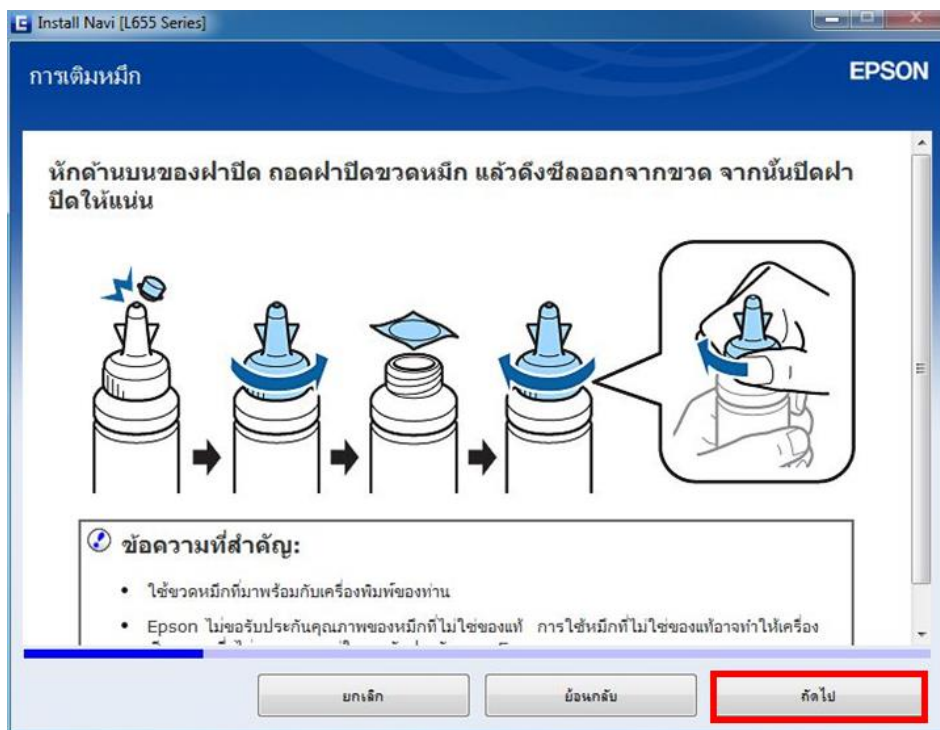 Install Navi [L655 Series]
การเติมหมึก
EPSON
หักด้านบนของฝาปิด ถอดฝาปิดขวดหมึก แล้วดึงซีลออกจากขวด จากนั้นปิดฝา
ปิดให้แน่น
ข้อความที่สำคัญ:
• ใช้ขวดหมึกที่มาพร้อมกับเครื่องพิมพ์ของท่าน
• Epson ไม่ขอรับประกันคุณภาพของหมึกที่ไม่ใช่ของแท้ การใช้หมึกที่ไม่ใช่ของแท้อาจทำให้เครื่อง
ยกเลิก
ย้อนกลับ
ถัดไป